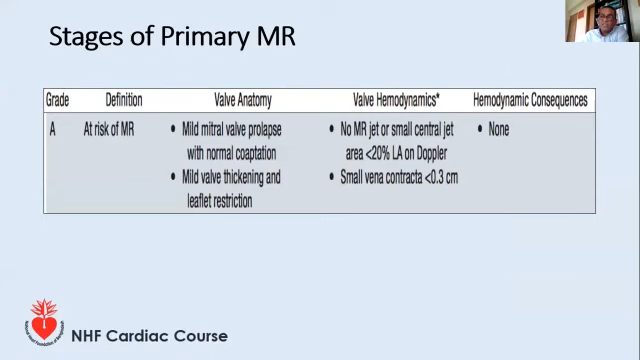 Stages of Primary MR
Grade Definition Valve Anatomy Valve Hemodynamics* Hemodynamic Consequences
A At risk of MR • Mild mitral valve prolapse • No MR jet or small central jet • None
with normal coaptation area <20% LA on Doppler
• Mild valve thickening and • Small vena contracta <0.3 cm
leaflet restriction
NHF Cardiac Course